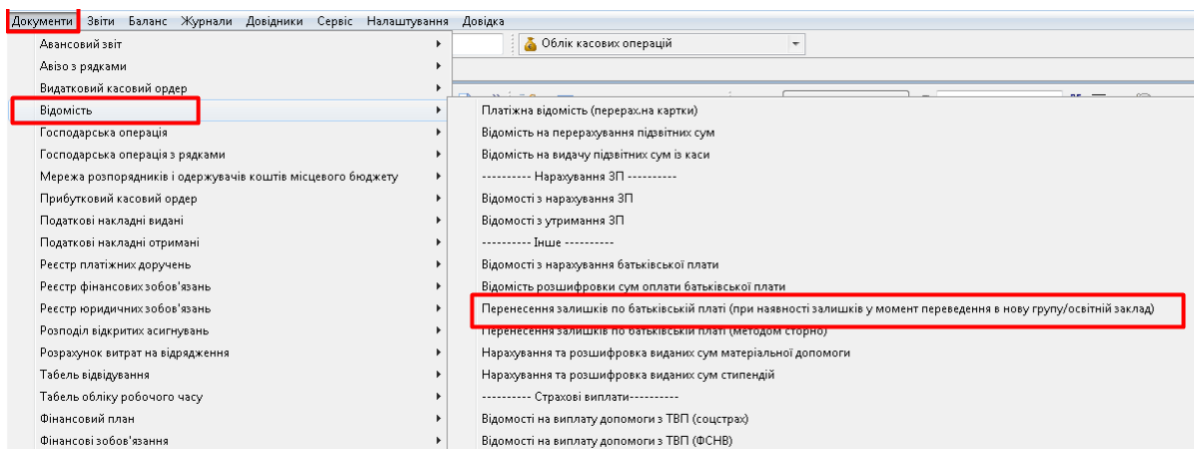 Документи Звіти Баланс Журнали Довідники Сервіс Налаштування Довідка
Авансовий звіт
Облік касових операцій
Авізо з рядками
Видатковий касовий ордер
Відомість
Господарська операція
Господарська операція з рядками
Мережа розпорядників і одержувачів коштів місцевого бюджету
Прибутковий касовий ордер
Податкові накладні видані
Податкові накладні отримані
Реєстр платіжних доручень
Реєстр фінансових зобов'язань
Реєстр юридичних зобов'язань
Розподіл відкритих асигнувань
Розрахунок витрат на відрядження
Табель відвідування
Табель обліку робочого часу
Фінансовий план
Фінансові зобов'язання
Платіжна відомість (перерах.на картки)
Відомість на перерахування підзвітних сум
Відомість на видачу підзвітних сум із каси
---------- Нарахування ЗП ----------
Відомості з нарахування ЗП
Відомості з утримання ЗП
---------- Інше ----------
Відомості з нарахування батьківської плати
Відомість розшифровки сум оплати батьківської плати
Перенесення залишків по батьківській платі (при наявності залишків у момент переведення в нову групу/освітній заклад)
Перенесення залишків по батьківській платі (методом сторно)
Нарахування та розшифровка виданих сум матеріальної допомоги
Нарахування та розшифровка виданих сум стипендій
---------- Страхові виплати----------
Відомості на виплату допомоги з ТВП (соцстрах)
Відомості на виплату допомоги з ТВП (ФСНВ)